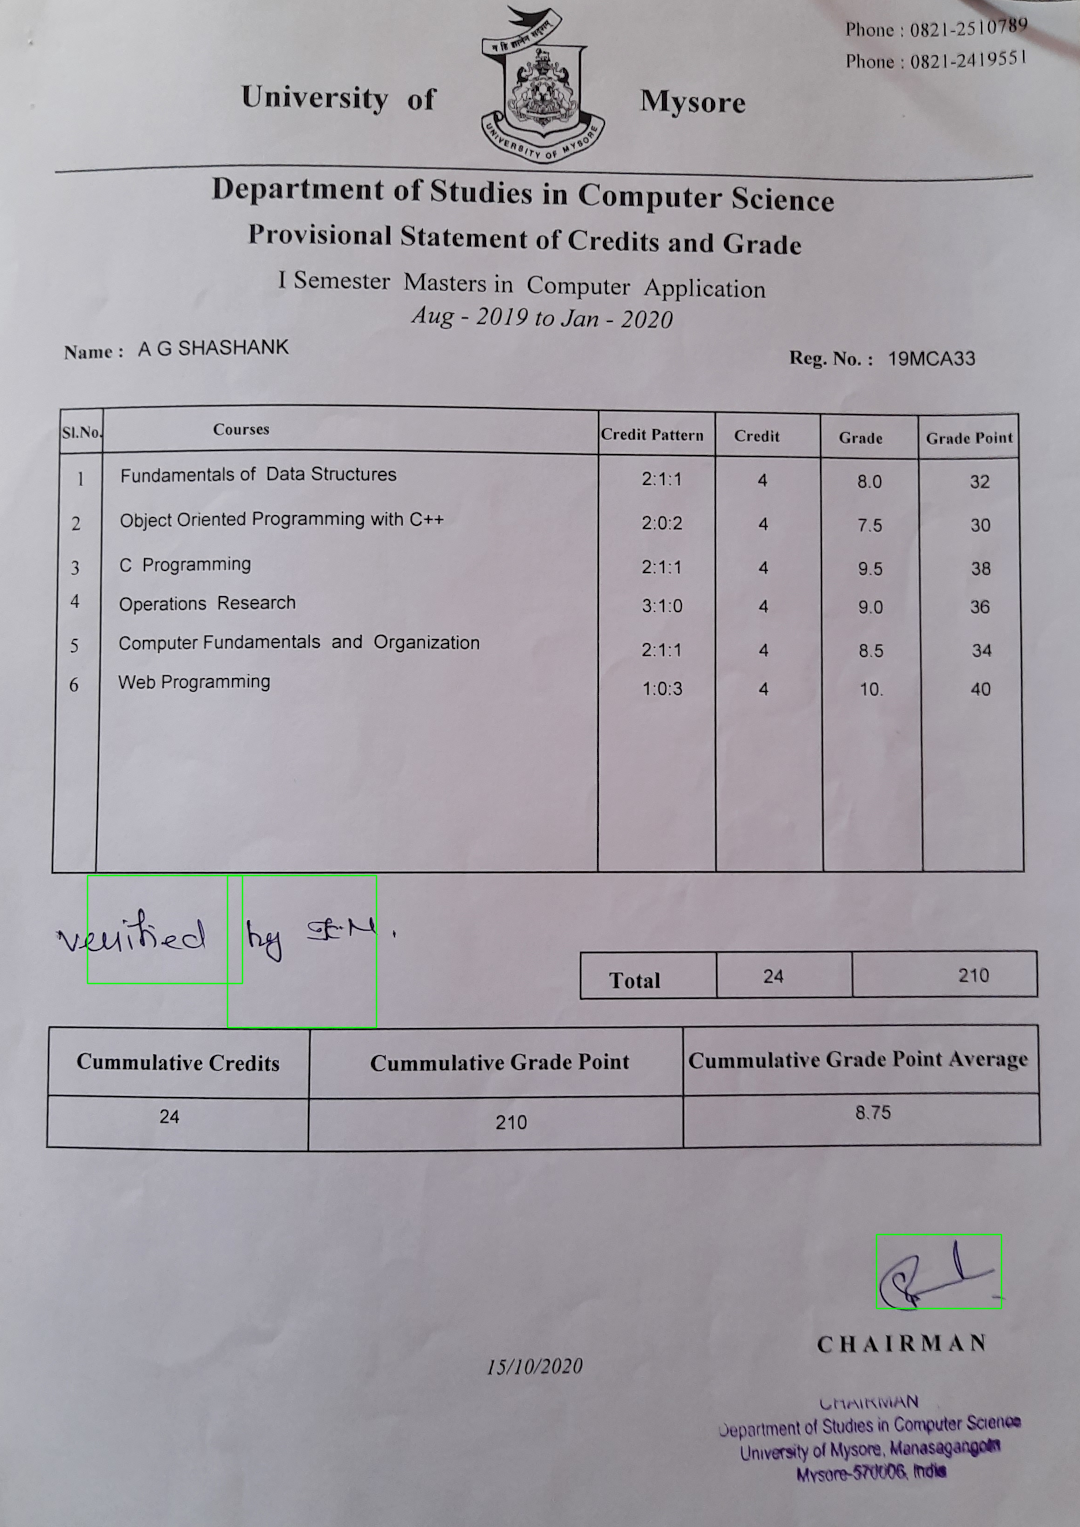 Phone : 0821-2510789
Phone : 0821-2419551
न हि ज्ञानेन सदृशम्
University of Mysore
UNIVERSITY OF MYSORE
Department of Studies in Computer Science
Provisional Statement of Credits and Grade
I Semester Masters in Computer Application
Aug - 2019 to Jan - 2020
Name : A G SHASHANK Reg. No. : 19MCA33
Sl.No. Courses Credit Pattern Credit Grade Grade Point
1 Fundamentals of Data Structures 2:1:1 4 8.0 32
2 Object Oriented Programming with C++ 2:0:2 4 7.5 30
3 C Programming 2:1:1 4 9.5 38
4 Operations Research 3:1:0 4 9.0 36
5 Computer Fundamentals and Organization 2:1:1 4 8.5 34
6 Web Programming 1:0:3 4 10. 40
verified by
Total 24 210
Cummulative Credits Cummulative Grade Point Cummulative Grade Point Average
24 210 8.75
CHAIRMAN
15/10/2020
CHAIRMAN
Department of Studies in Computer Science
University of Mysore, Manasagangotri
Mysore-570006, India